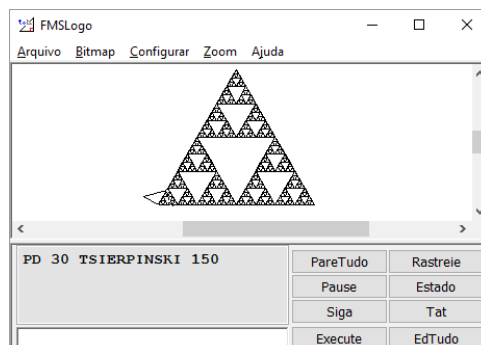 FMSLogo
Arquivo Bitmap Configurar Zoom Ajuda
PD 30 TSIERPINSKI 150
PareTudo Rastreie
Pause Estado
Siga Tat
Execute EdTudo